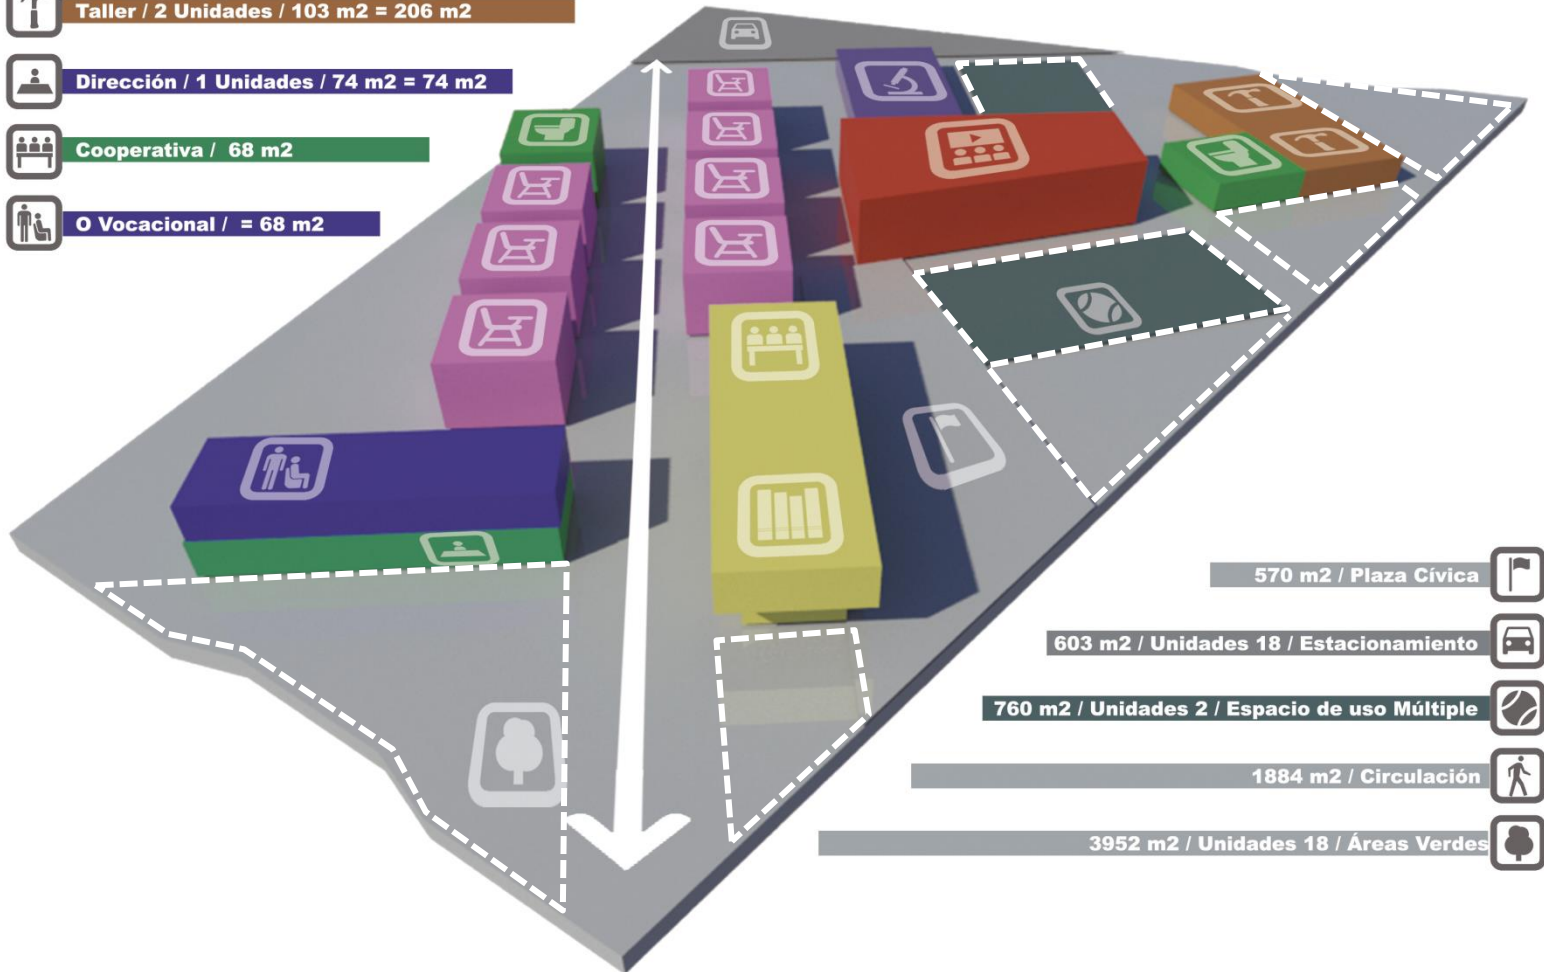 Taller / 2 Unidades / 103 m2 = 206 m2
Dirección / 1 Unidades / 74 m2 = 74 m2
Cooperativa /  68 m2
O Vocacional /  = 68 m2
570 m2 / Plaza Cívica
603 m2 / Unidades 18 / Estacionamiento
760 m2 / Unidades 2 / Espacio de uso Múltiple
1884 m2 / Circulación
3952 m2 / Unidades 18 / Áreas Verdes